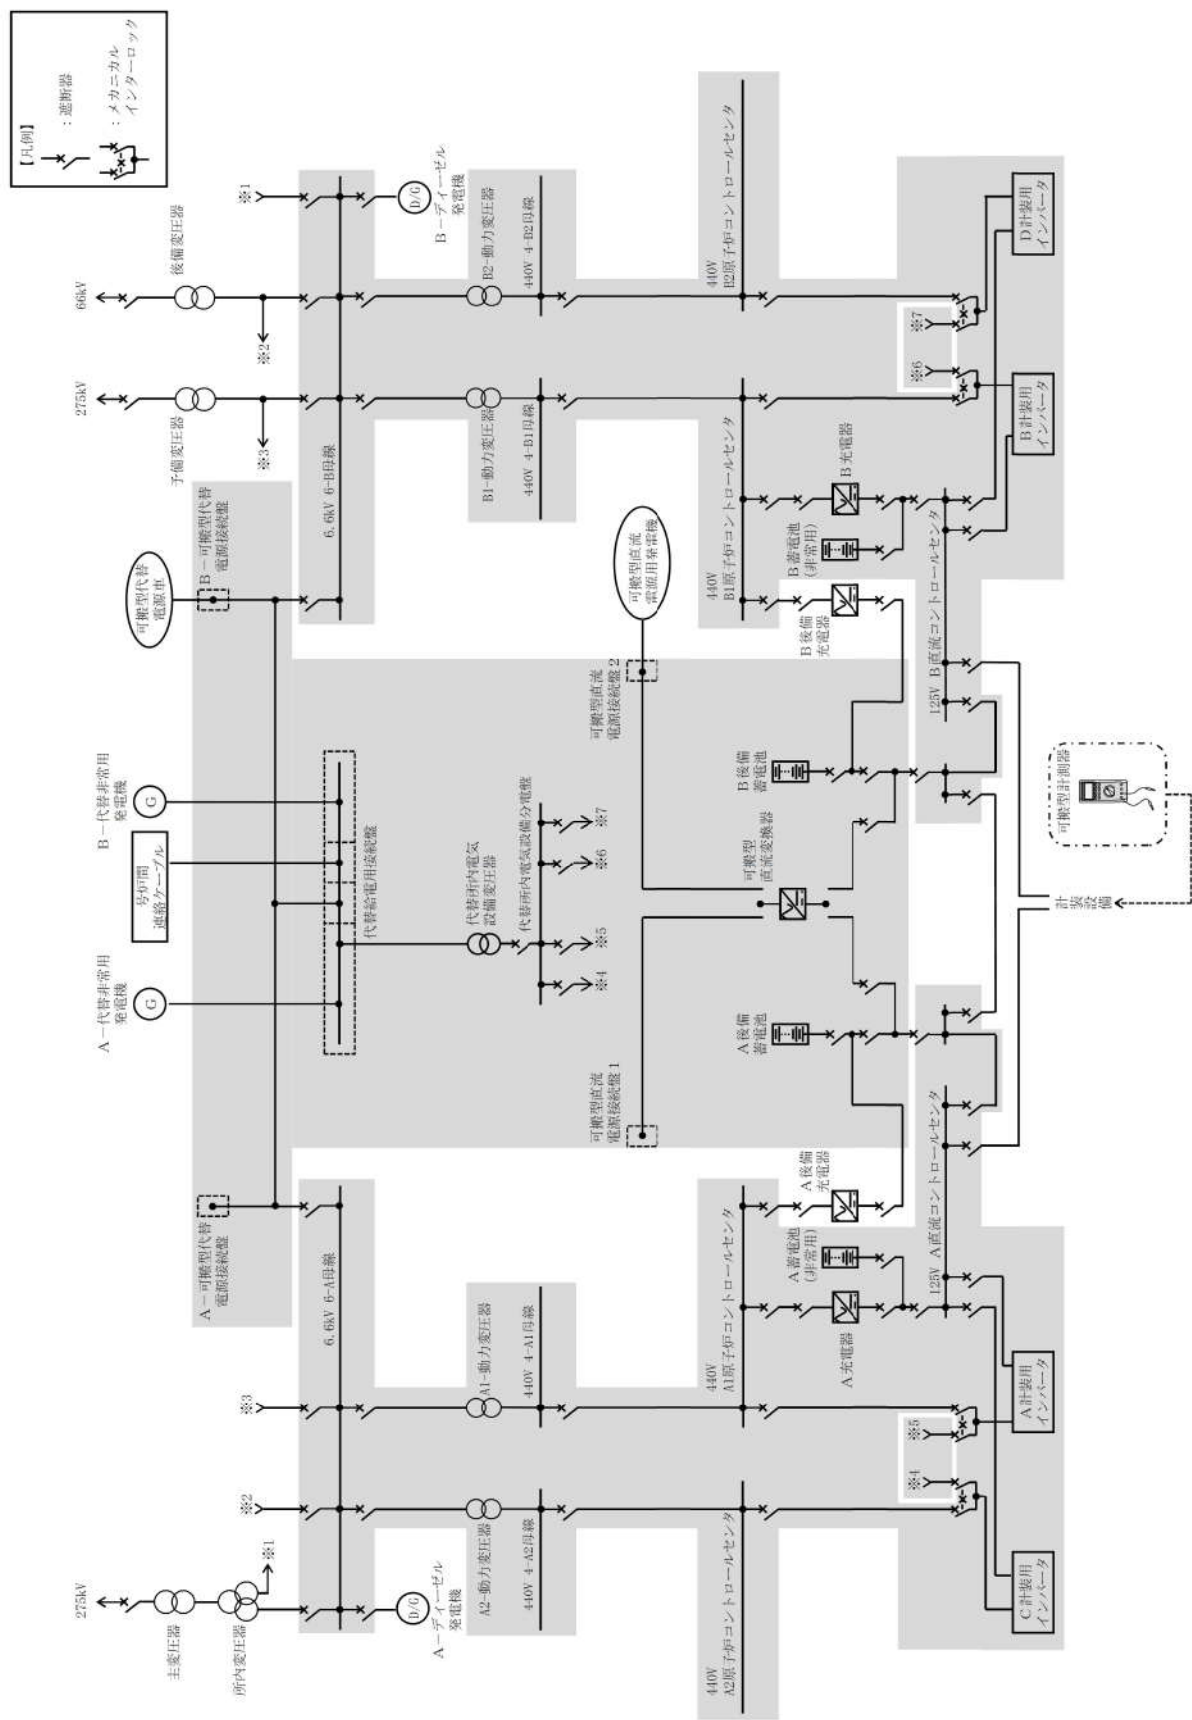 【凡例】
：遮断器
：メカニカル
インターロック
275kV
主変圧器
所内変圧器
※1
※2
※3
A－ディーゼル
発電機
D/G
6.6kV 6-A母線
A2-動力変圧器
440V 4-A2母線
A1-動力変圧器
440V 4-A1母線
440V
A2原子炉コントロールセンタ
440V
A1原子炉コントロールセンタ
※4
※5
C計装用
インバータ
A計装用
インバータ
A充電器
A蓄電池
(非常用)
A後備
充電器
125V A直流コントロールセンタ
A－可搬型代替
電源接続盤
A－代替非常用
発電機
G
号炉間
連絡ケーブル
B－代替非常用
発電機
G
可搬型代替
電源車
B－可搬型代替
電源接続盤
代替給電用接続盤
代替所内電気
設備変圧器
代替所内電気設備分電盤
※4
※5
※6
※7
可搬型直流
電源接続盤1
可搬型直流
電源接続盤2
可搬型直流
電源用発電機
A後備
蓄電池
可搬型
直流変換器
B後備
蓄電池
計装設備
可搬型計測器
275kV
予備変圧器
※3
66kV
後備変圧器
※2
※1
6.6kV 6-B母線
B－ディーゼル
発電機
D/G
B1-動力変圧器
440V 4-B1母線
B2-動力変圧器
440V 4-B2母線
440V
B1原子炉コントロールセンタ
440V
B2原子炉コントロールセンタ
B後備
充電器
B蓄電池
(非常用)
B充電器
125V B直流コントロールセンタ
※6
※7
B計装用
インバータ
D計装用
インバータ